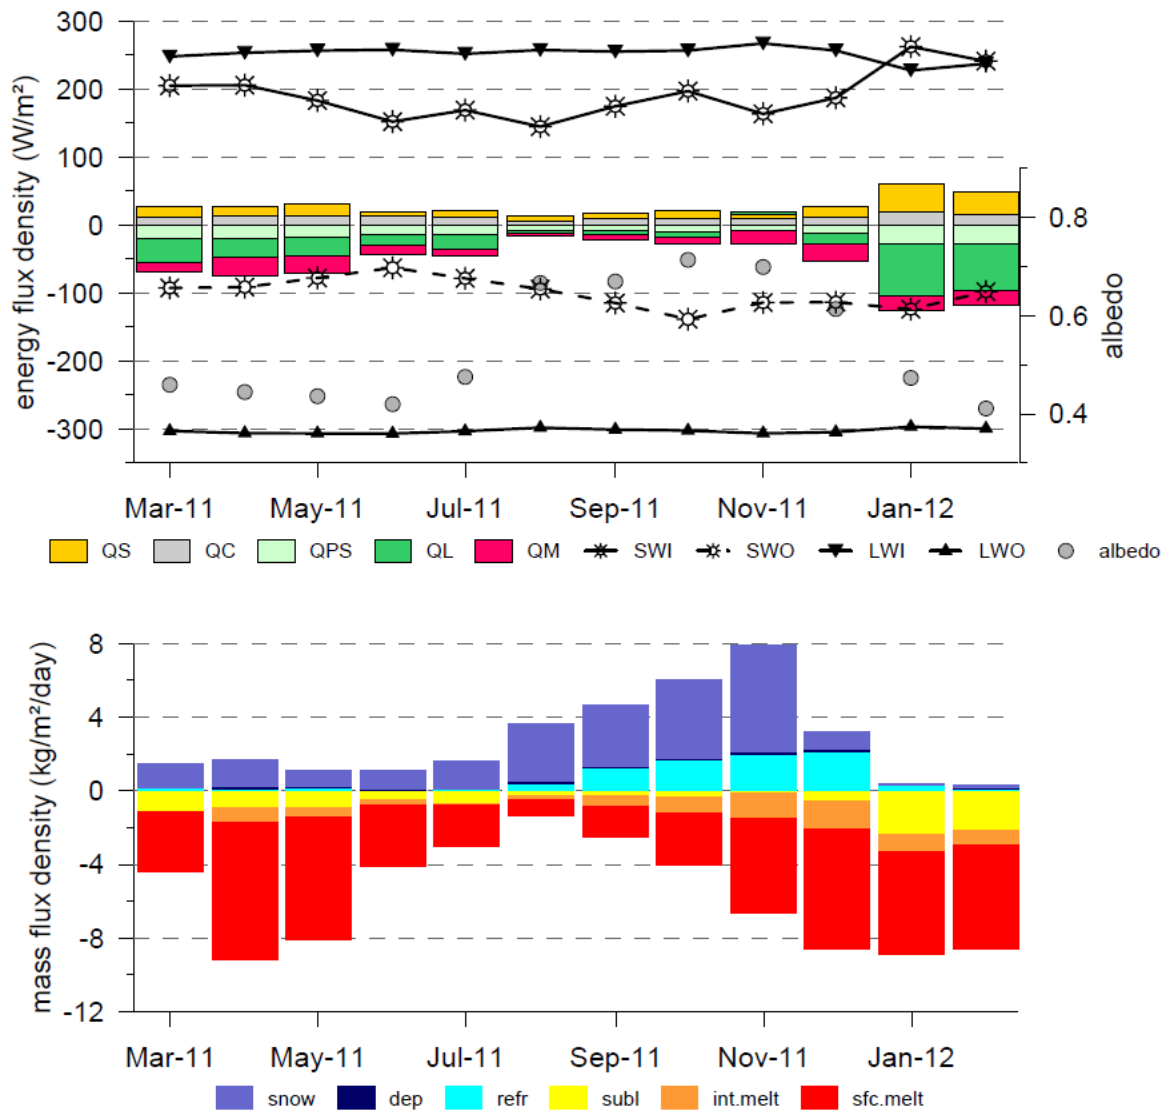 300
200
100
0
-100
-200
-300
energy flux density (W/m²)
0.8
0.6
0.4
albedo
Mar-11 May-11 Jul-11 Sep-11 Nov-11 Jan-12
QS QC QPS QL QM SWI SWO LWI LWO albedo
8
4
0
-4
-8
-12
mass flux density (kg/m²/day)
Mar-11 May-11 Jul-11 Sep-11 Nov-11 Jan-12
snow dep refr subl int.melt sfc.melt